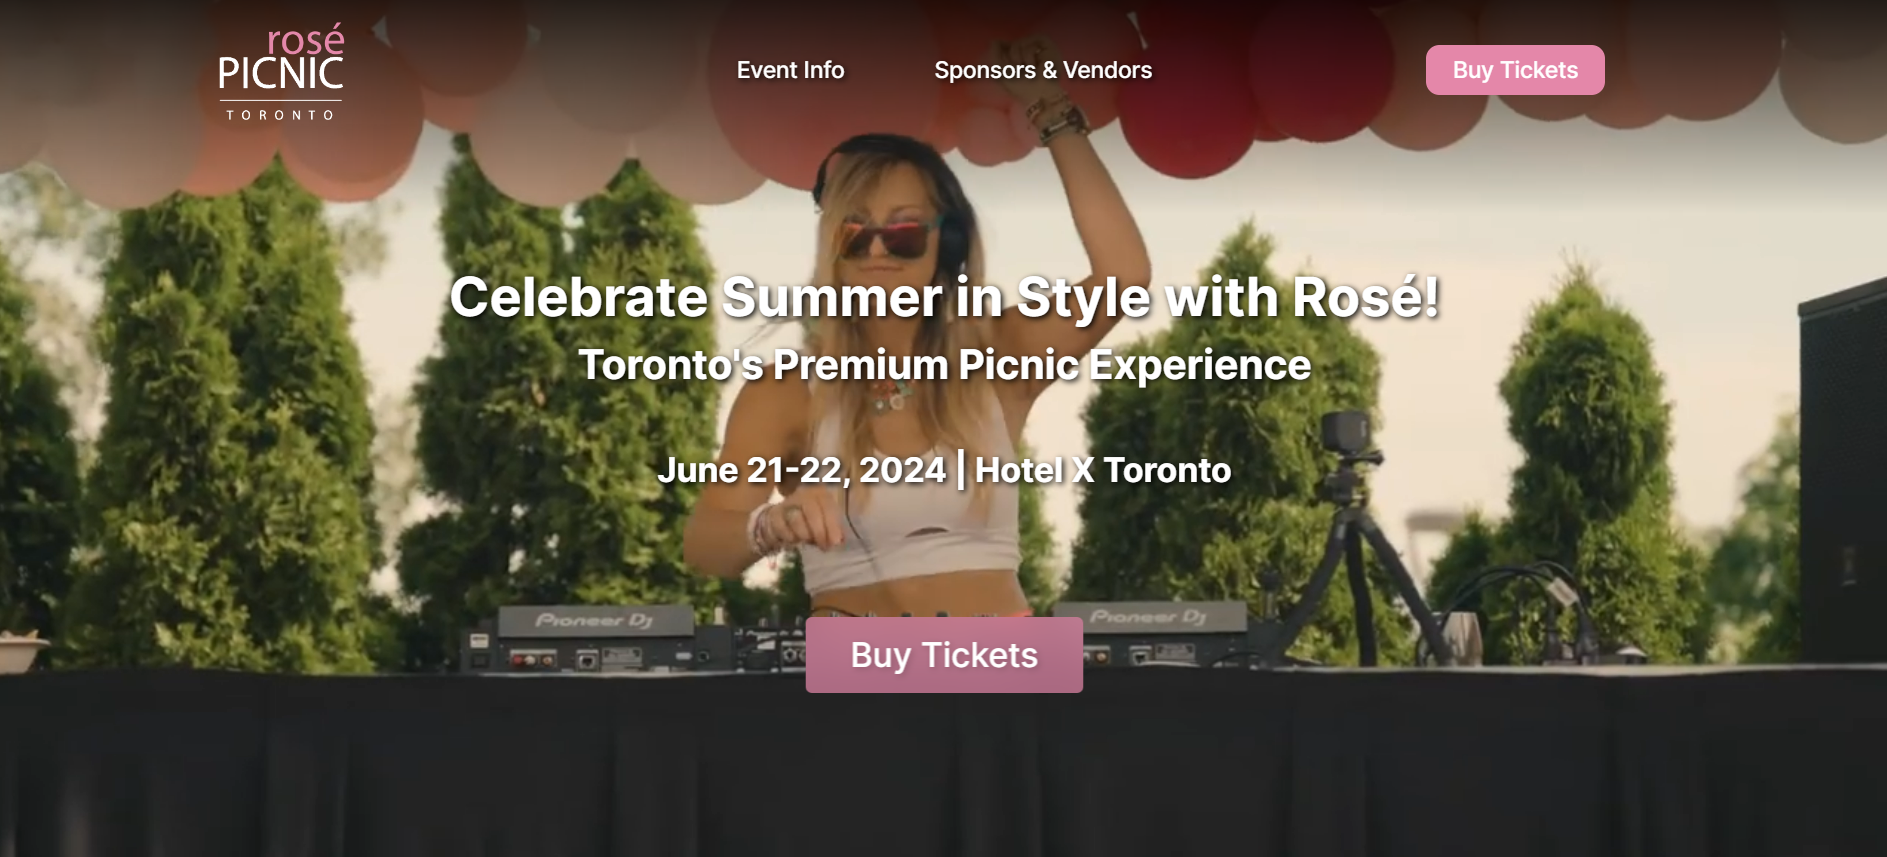 rosé
PICNIC
TORONTO
Event Info
Sponsors & Vendors
Buy Tickets
Celebrate Summer in Style with Rosé!
Toronto's Premium Picnic Experience
June 21-22, 2024 | Hotel X Toronto
Pioneer Dj
Pioneer Dj
Buy Tickets